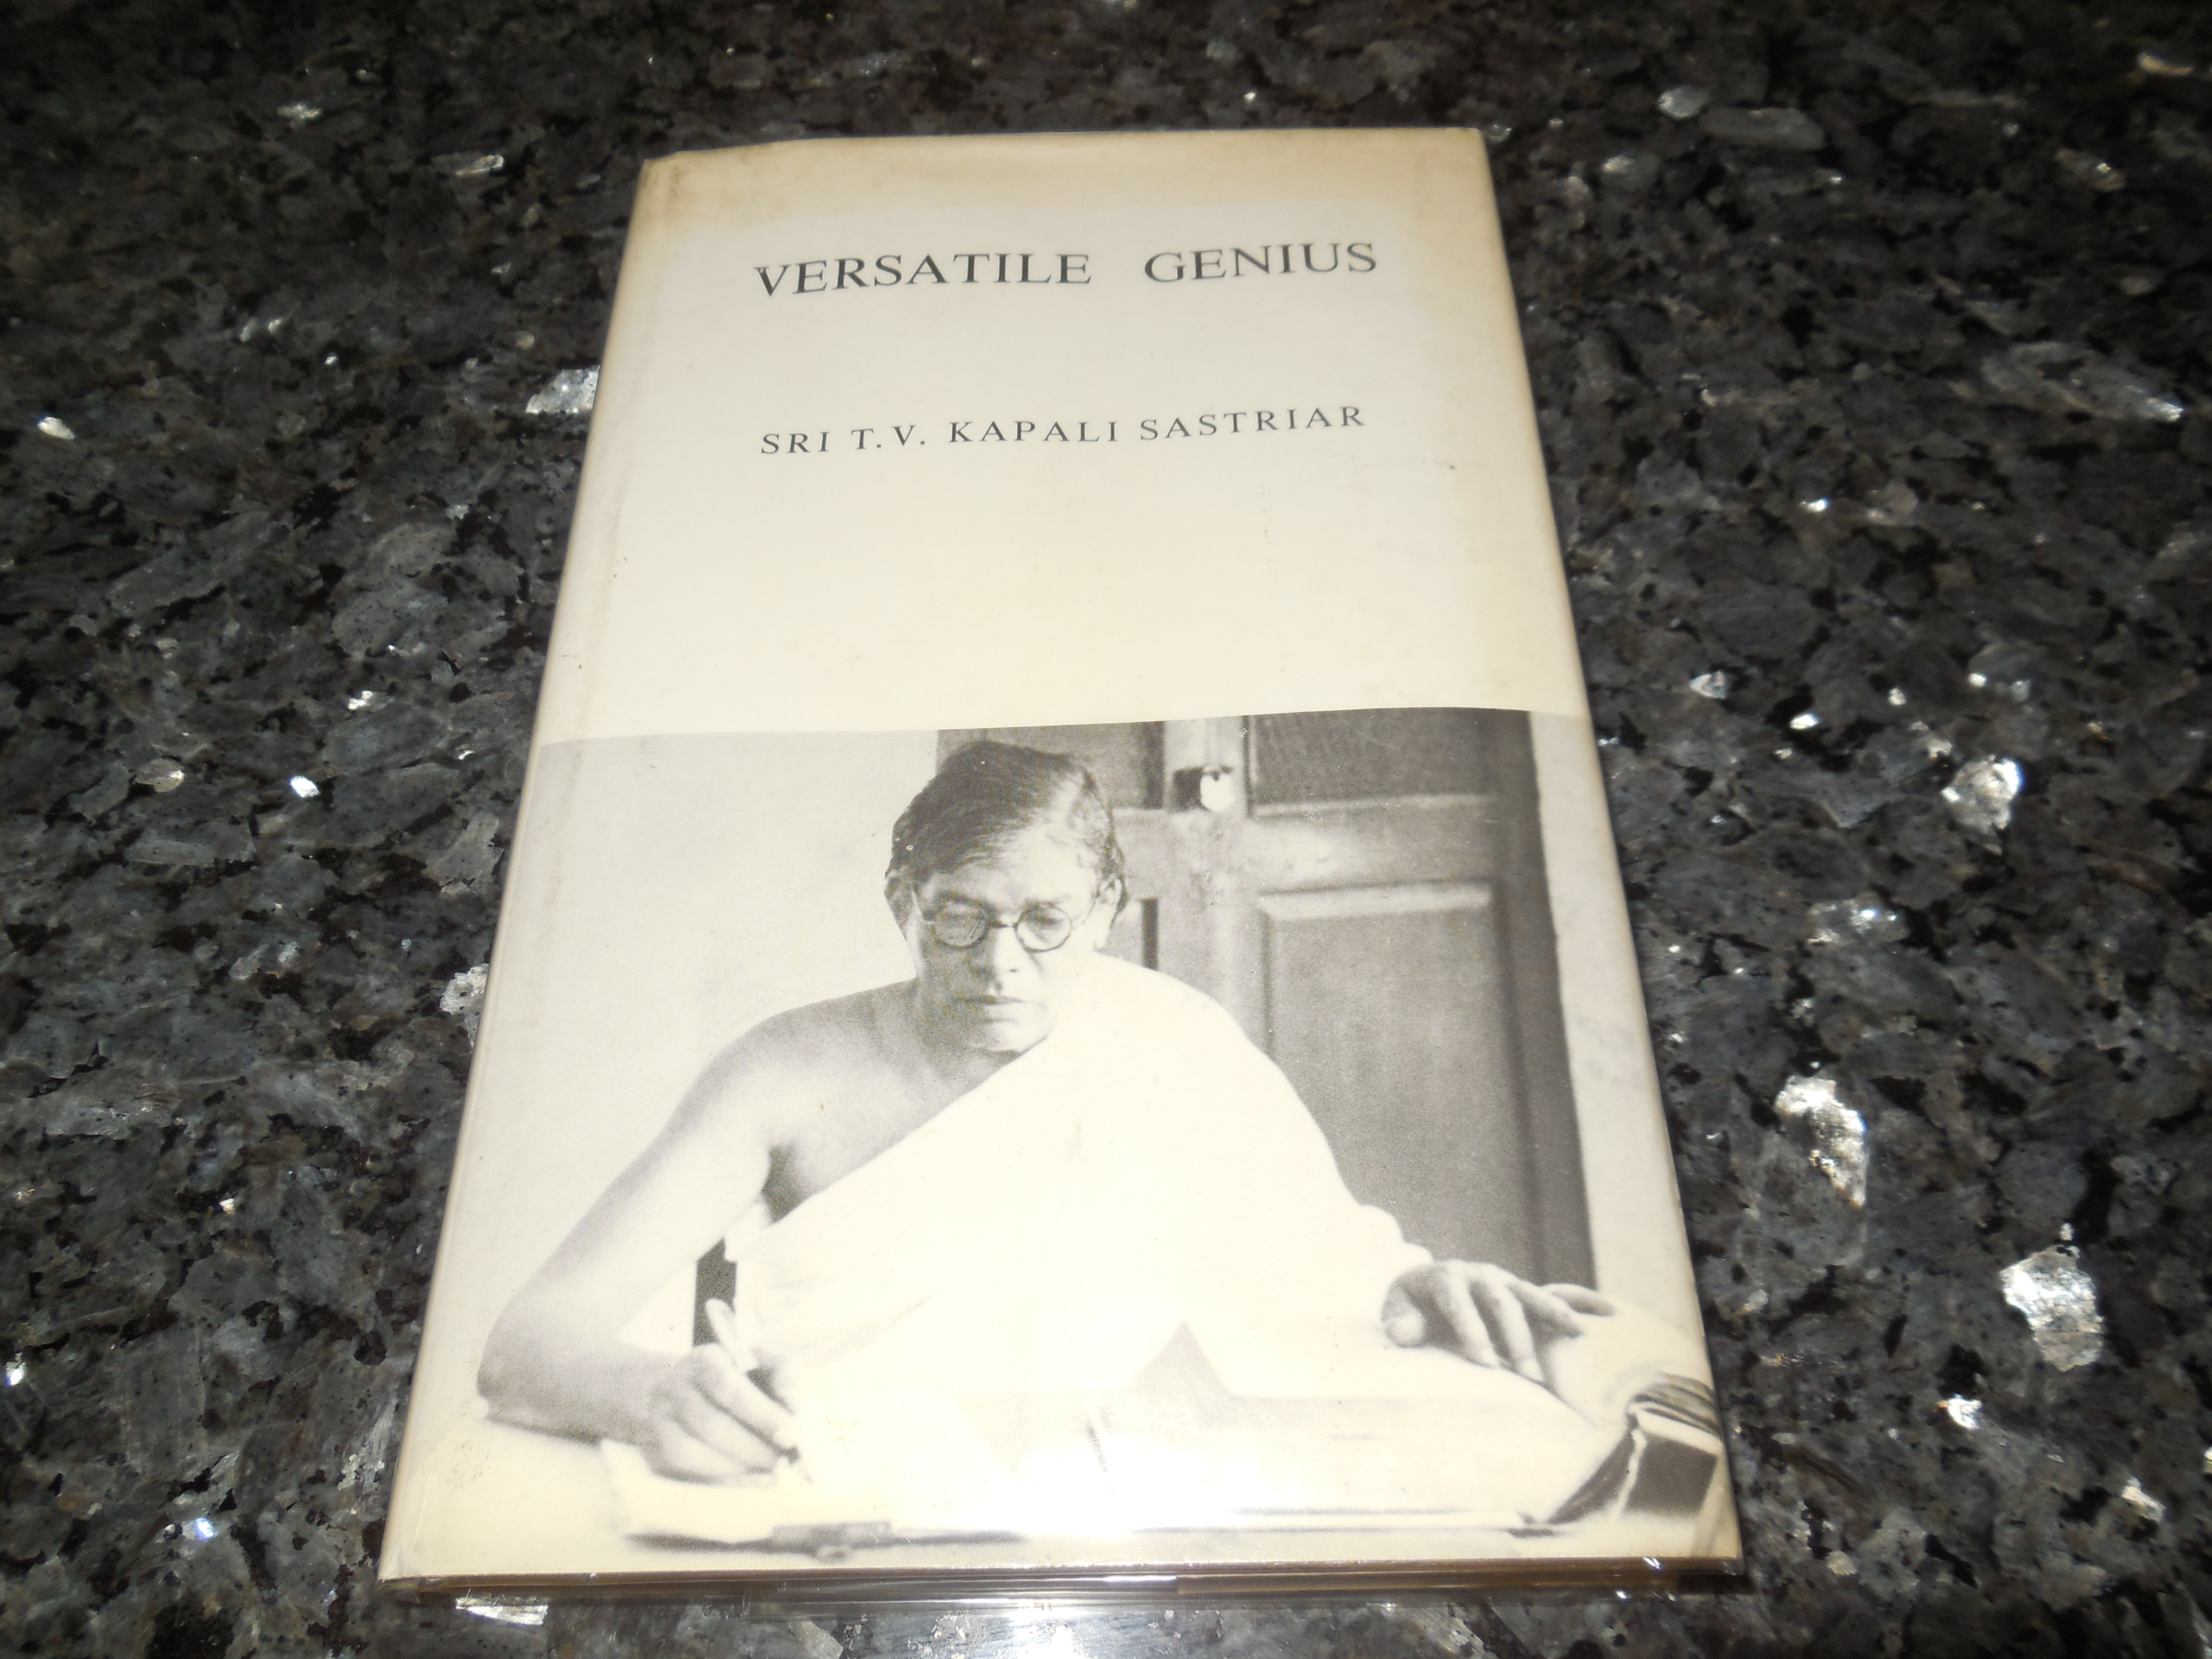 VERSATILE GENIUS
SRI T.V. KAPALI SASTRIAR